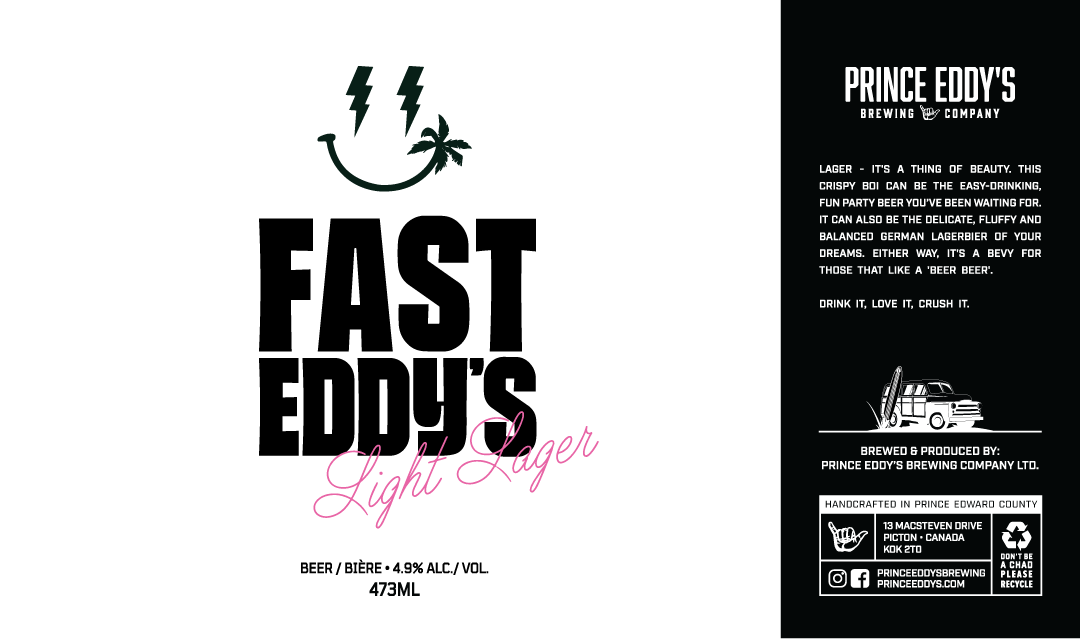 FAST
EDDY'S
Light Lager
BEER / BIÈRE • 4.9% ALC./ VOL.
473ML
PRINCE EDDY'S
BREWING COMPANY
LAGER - IT'S A THING OF BEAUTY. THIS
CRISPY BOI CAN BE THE EASY-DRINKING,
FUN PARTY BEER YOU'VE BEEN WAITING FOR.
IT CAN ALSO BE THE DELICATE, FLUFFY AND
BALANCED GERMAN LAGERBIER OF YOUR
DREAMS. EITHER WAY, IT'S A BEVY FOR
THOSE THAT LIKE A 'BEER BEER'.
DRINK IT, LOVE IT, CRUSH IT.
BREWED & PRODUCED BY:
PRINCE EDDY'S BREWING COMPANY LTD.
HANDCRAFTED IN PRINCE EDWARD COUNTY
13 MACSTEVEN DRIVE
PICTON • CANADA
K0K 2T0
PRINCEEDDYSBREWING
PRINCEEDDYS.COM
DON'T BE
A CHAD
PLEASE
RECYCLE